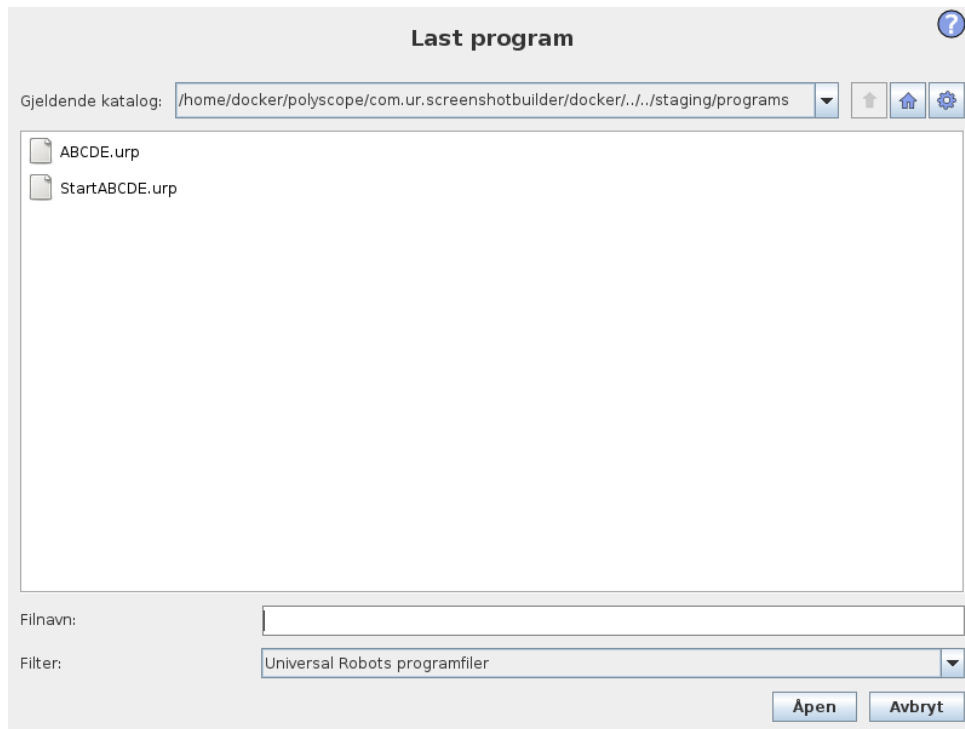 Last program
?
Gjeldende katalog: /home/docker/polyscope/com.ur.screenshotbuilder/docker/../../staging/programs
ABCDE.urp
StartABCDE.urp
Filnavn:
Filter: Universal Robots programfiler
Åpen Avbryt